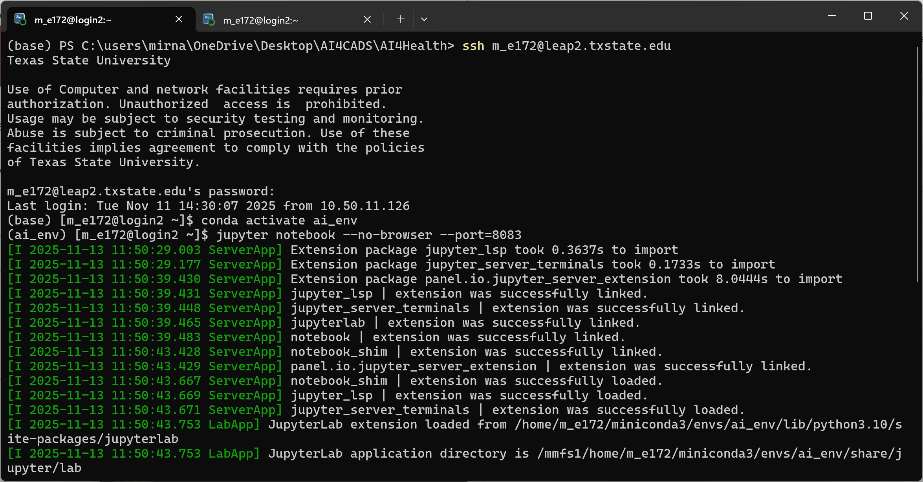 m_e172@login2:~
m_e172@login2:~
(base) PS C:\users\mirna\OneDrive\Desktop\AI4CADS\AI4Health> ssh m_e172@leap2.txstate.edu
Texas State University
Use of Computer and network facilities requires prior
authorization. Unauthorized  access is  prohibited.
Usage may be subject to security testing and monitoring.
Abuse is subject to criminal prosecution. Use of these
facilities implies agreement to comply with the policies
of Texas State University.
m_e172@leap2.txstate.edu's password:
Last login: Tue Nov 11 14:30:07 2025 from 10.50.11.126
(base) [m_e172@login2 ~]$ conda activate ai_env
(ai_env) [m_e172@login2 ~]$ jupyter notebook --no-browser --port=8083
[I 2025-11-13 11:50:29.003 ServerApp] Extension package jupyter_lsp took 0.3637s to import
[I 2025-11-13 11:50:29.177 ServerApp] Extension package jupyter_server_terminals took 0.1733s to import
[I 2025-11-13 11:50:39.430 ServerApp] Extension package panel.io.jupyter_server_extension took 8.0444s to import
[I 2025-11-13 11:50:39.431 ServerApp] jupyter_lsp | extension was successfully linked.
[I 2025-11-13 11:50:39.448 ServerApp] jupyter_server_terminals | extension was successfully linked.
[I 2025-11-13 11:50:39.465 ServerApp] jupyterlab | extension was successfully linked.
[I 2025-11-13 11:50:39.483 ServerApp] notebook | extension was successfully linked.
[I 2025-11-13 11:50:43.428 ServerApp] notebook_shim | extension was successfully linked.
[I 2025-11-13 11:50:43.429 ServerApp] panel.io.jupyter_server_extension | extension was successfully linked.
[I 2025-11-13 11:50:43.667 ServerApp] notebook_shim | extension was successfully loaded.
[I 2025-11-13 11:50:43.669 ServerApp] jupyter_lsp | extension was successfully loaded.
[I 2025-11-13 11:50:43.671 ServerApp] jupyter_server_terminals | extension was successfully loaded.
[I 2025-11-13 11:50:43.753 LabApp] JupyterLab extension loaded from /home/m_e172/miniconda3/envs/ai_env/lib/python3.10/s
ite-packages/jupyterlab
[I 2025-11-13 11:50:43.753 LabApp] JupyterLab application directory is /mmfs1/home/m_e172/miniconda3/envs/ai_env/share/j
upyter/lab